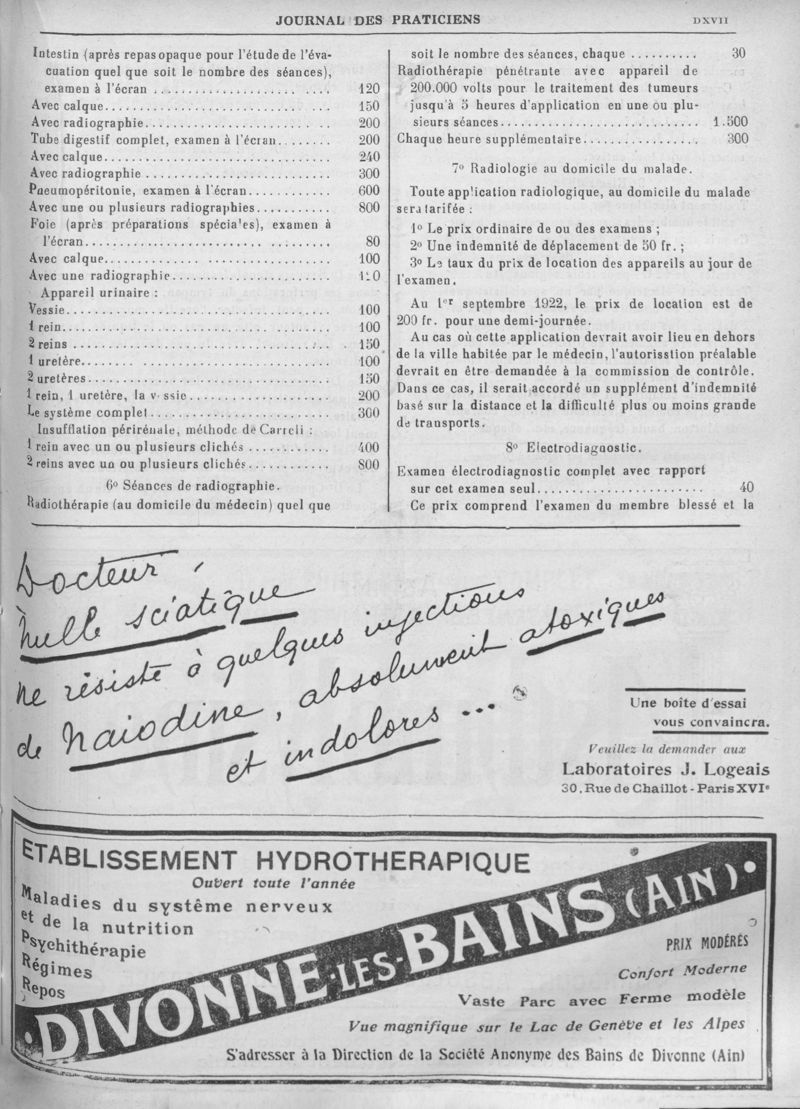 JOURNAL DES PRATICIENS
DXVII
Intestin (après repas opaque pour l'étude de l'éva-
cuation quel que soit le nombre des séances),
examen à l'écran .................... 120
Avec calque.................... 150
Avec radiographie.................... 200
Tube digestif complet, examen à l'écran........ 200
Avec calque.................... 240
Avec radiographie .................... 300
Pneumopéritonie, examen à l'écran............ 600
Avec une ou plusieurs radiographies........... 800
Foie (après préparations spéciales), examen à
l'écran.................... 80
Avec calque.................... 100
Avec une radiographie....................
Appareil urinaire :
Vessie.................... 100
1 rein.................... 100
2 reins .................... 150
1 uretère.................... 100
2 uretères.................... 150
1 rein, 1 uretère, la v ssie .................... 200
Le système complet.................... 300
Insufflation périrénale, méthode de
1 rein avec un ou plusieurs clichés ............ 400
2 reins avec un ou plusieurs clichés............ 800
6º Séances de radiographie.
Radiothérapie (au domicile du médecin) quel que
soit le nombre des séances, chaque .......... 30
Radiothérapie pénétrante avec appareil de
200.000 volts pour le traitement des tumeurs
jusqu'à 5 heures d'application en une ou plu-
sieurs séances.................... 1.500
Chaque heure supplémentaire.................. 300
7º Radiologie au domicile du malade.
Toute application radiologique, au domicile du malade
sera tarifée :
1º Le prix ordinaire de ou des examens ;
2º Une indemnité de déplacement de 50 fr. ;
3º Le taux du prix de location des appareils au jour de
l'examen.
Au 1er septembre 1922, le prix de location est de
200 fr. pour une demi-journée.
Au cas où cette application devrait avoir lieu en dehors
de la ville habitée par le médecin, l'autorisstion préalable
devrait en être demandée à la commission de contrôle.
Dans ce cas, il serait accordé un supplément d'indemnité
basé sur la distance et la difficulté plus ou moins grande
de transports.
8º Electrodiagnostic.
Examen électrodiagnostic complet avec rapport
sur cet examen seul........................ 40
Ce prix comprend l'examen du membre blessé et la
Docteur,
Nulle sciatique
ne résiste à quelques injections
de Naiodine, absolument atoxiques
et indolores ...
Une boîte d'essai
vous convaincra.
Veuillez la demander aux
Laboratoires J. Logeais
30, Rue de Chaillot - Paris XVIe
ETABLISSEMENT HYDROTHERAPIQUE
Ouvert toute l'année
Maladies du système nerveux
et de la nutrition
Psychithérapie
Régimes
Repos
DIVONNE-LES-BAINS (AIN)
PRIX MODÉRÉS
Confort Moderne
Vaste Parc avec Ferme modèle
Vue magnifique sur le Lac de Genève et les Alpes
S'adresser à la Direction de la Société Anonyme des Bains de Divonne (Ain)